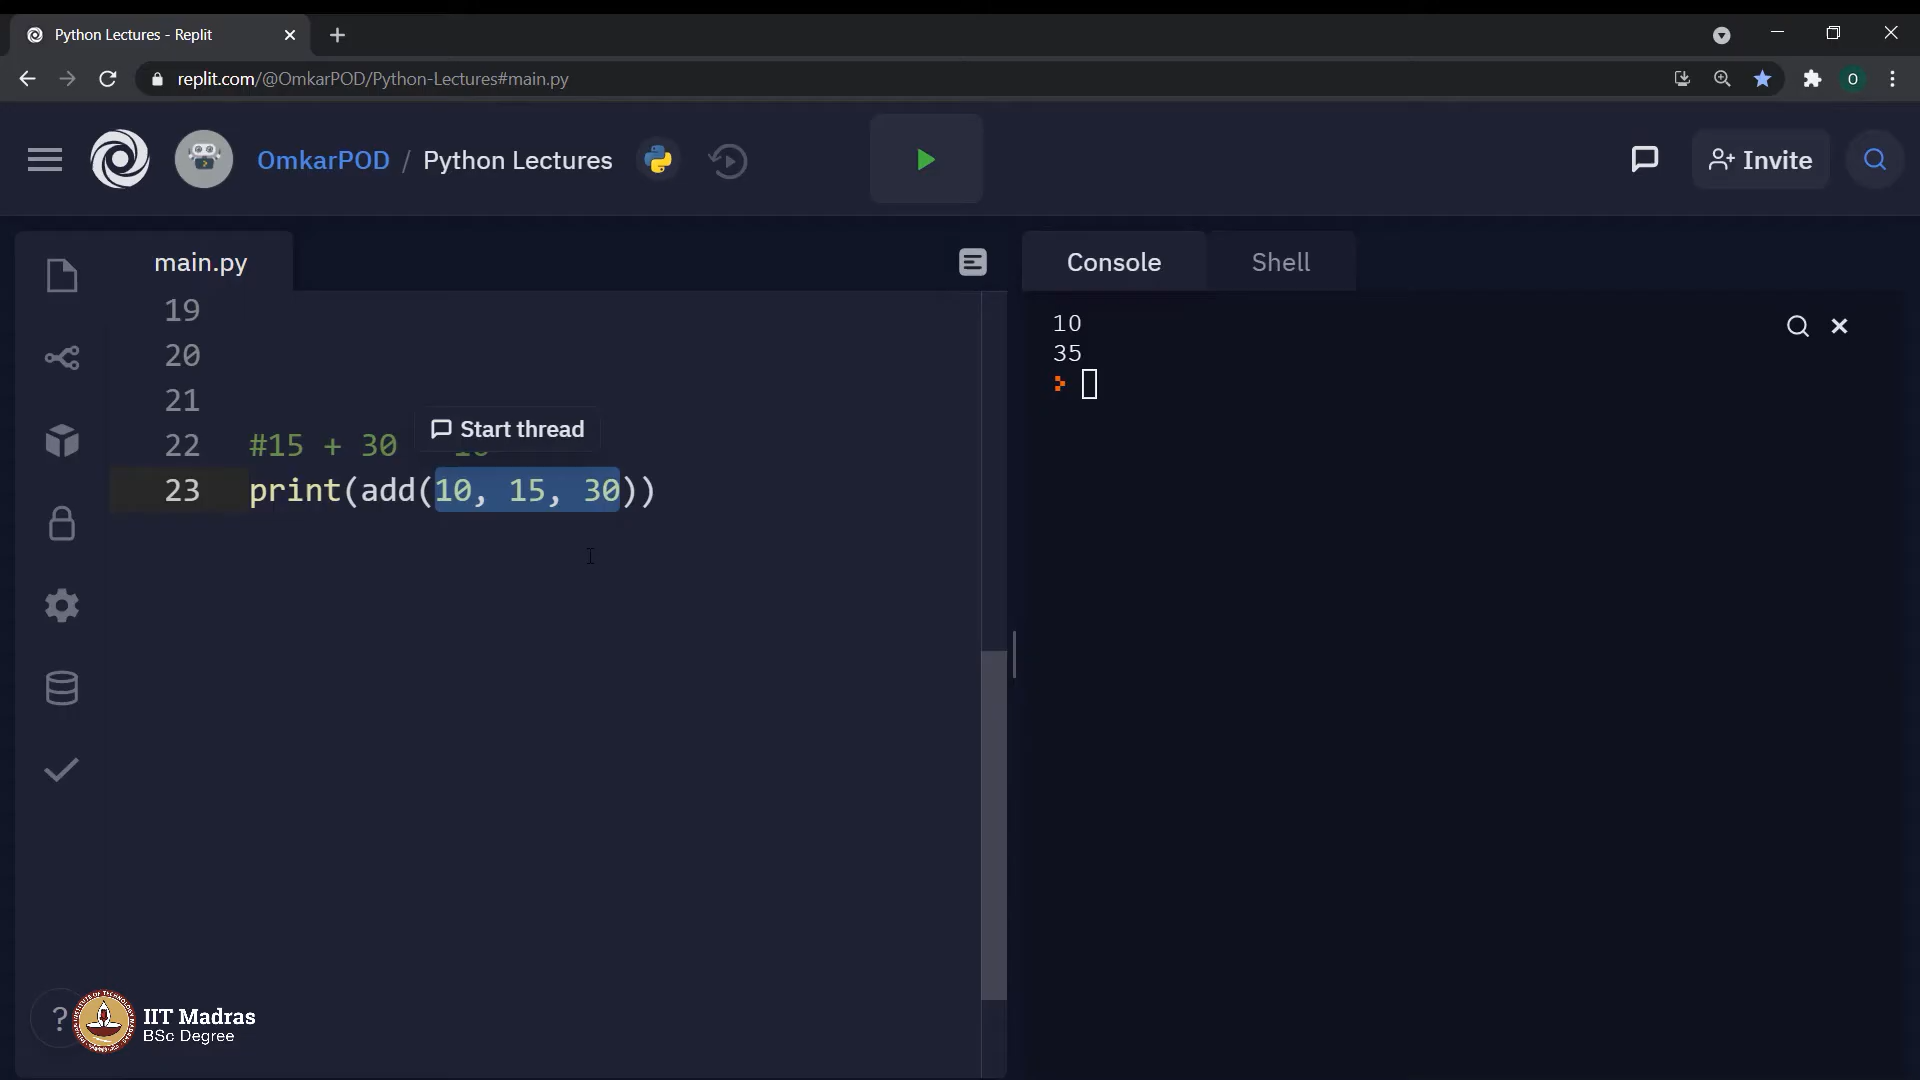 Python Lectures - Replit
replit.com/@OmkarPOD/Python-Lectures#main.py
O
OmkarPOD / Python Lectures
Invite
main.py
Console
Shell
19
20
21
Start thread
22 #15 + 30
23 print(add(10, 15, 30))
10
35
?
IIT Madras
BSc Degree